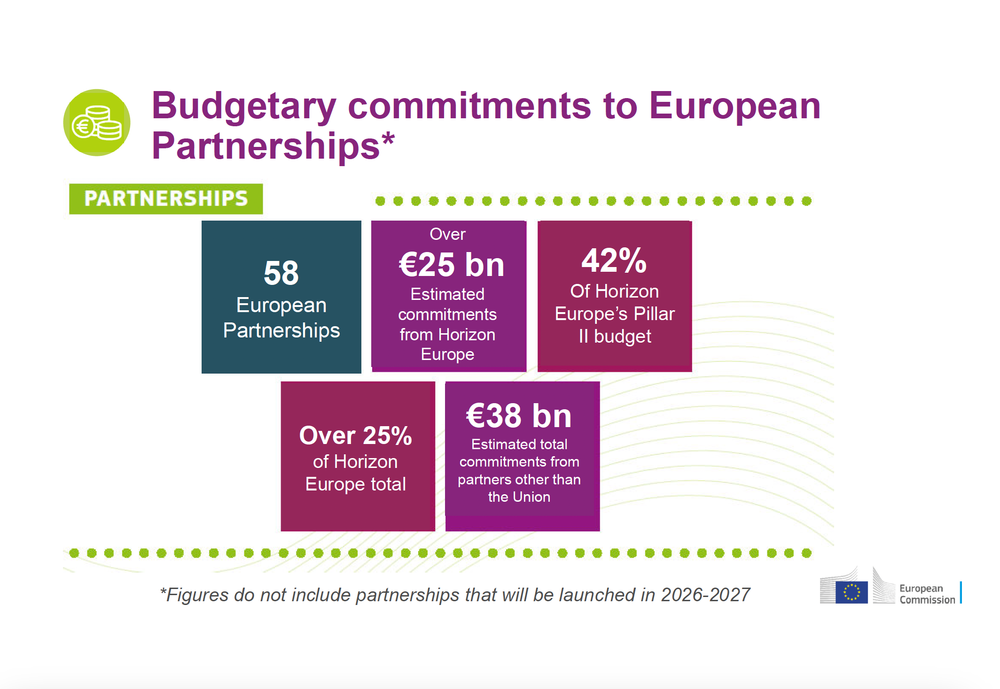 Budgetary commitments to European
Partnerships*
PARTNERSHIPS
58
European
Partnerships
Over
€25 bn
Estimated
commitments
from Horizon
Europe
42%
Of Horizon
Europe’s Pillar
II budget
Over 25%
of Horizon
Europe total
€38 bn
Estimated total
commitments from
partners other than
the Union
*Figures do not include partnerships that will be launched in 2026-2027
European
Commission